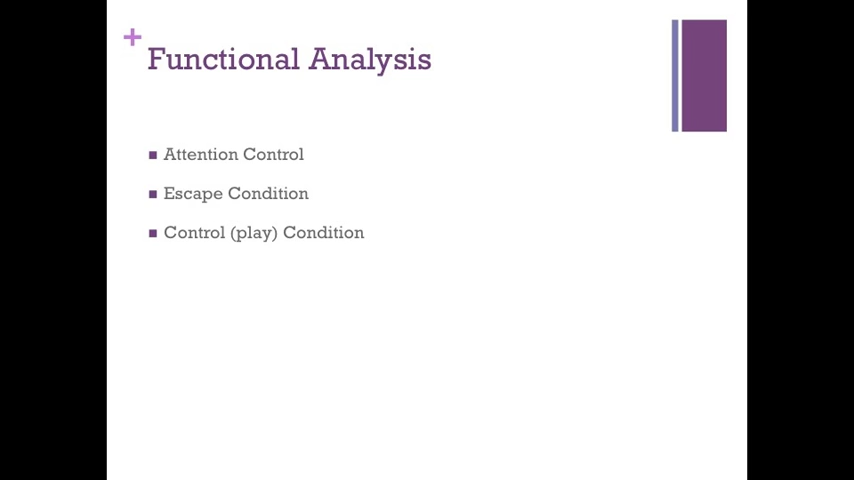 +
Functional Analysis
■ Attention Control
■ Escape Condition
■ Control (play) Condition